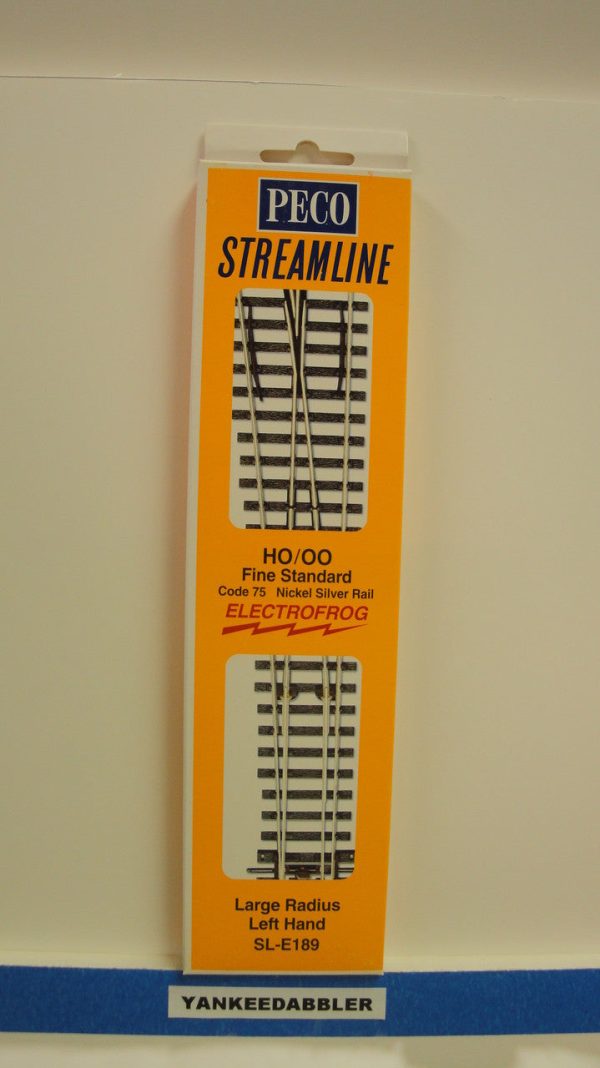 PECO
STREAMLINE
HO/OO
Fine Standard
Code 75 Nickel Silver Rail
ELECTROFROG
Large Radius
Left Hand
SL-E189
YANKEEDABBLER